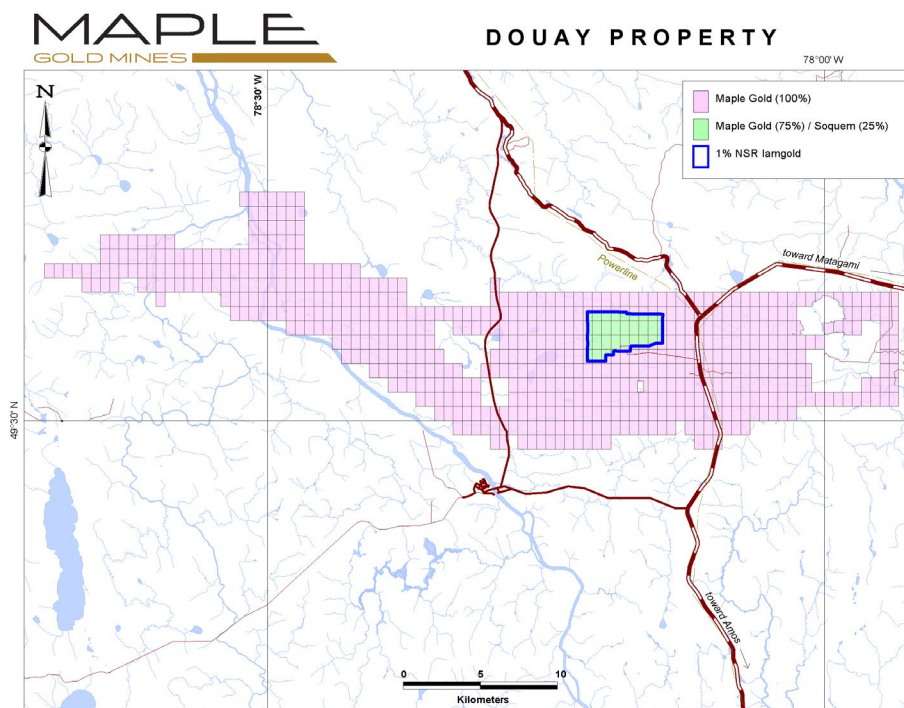 MAPLE
GOLD MINES
DOUAY PROPERTY
78°00' W
78°30' W
N
Maple Gold (100%)
Maple Gold (75%) / Soquem (25%)
1% NSR Iamgold
toward Matagami
Powerline
49°30' N
toward Amos
0 5 10
Kilometers